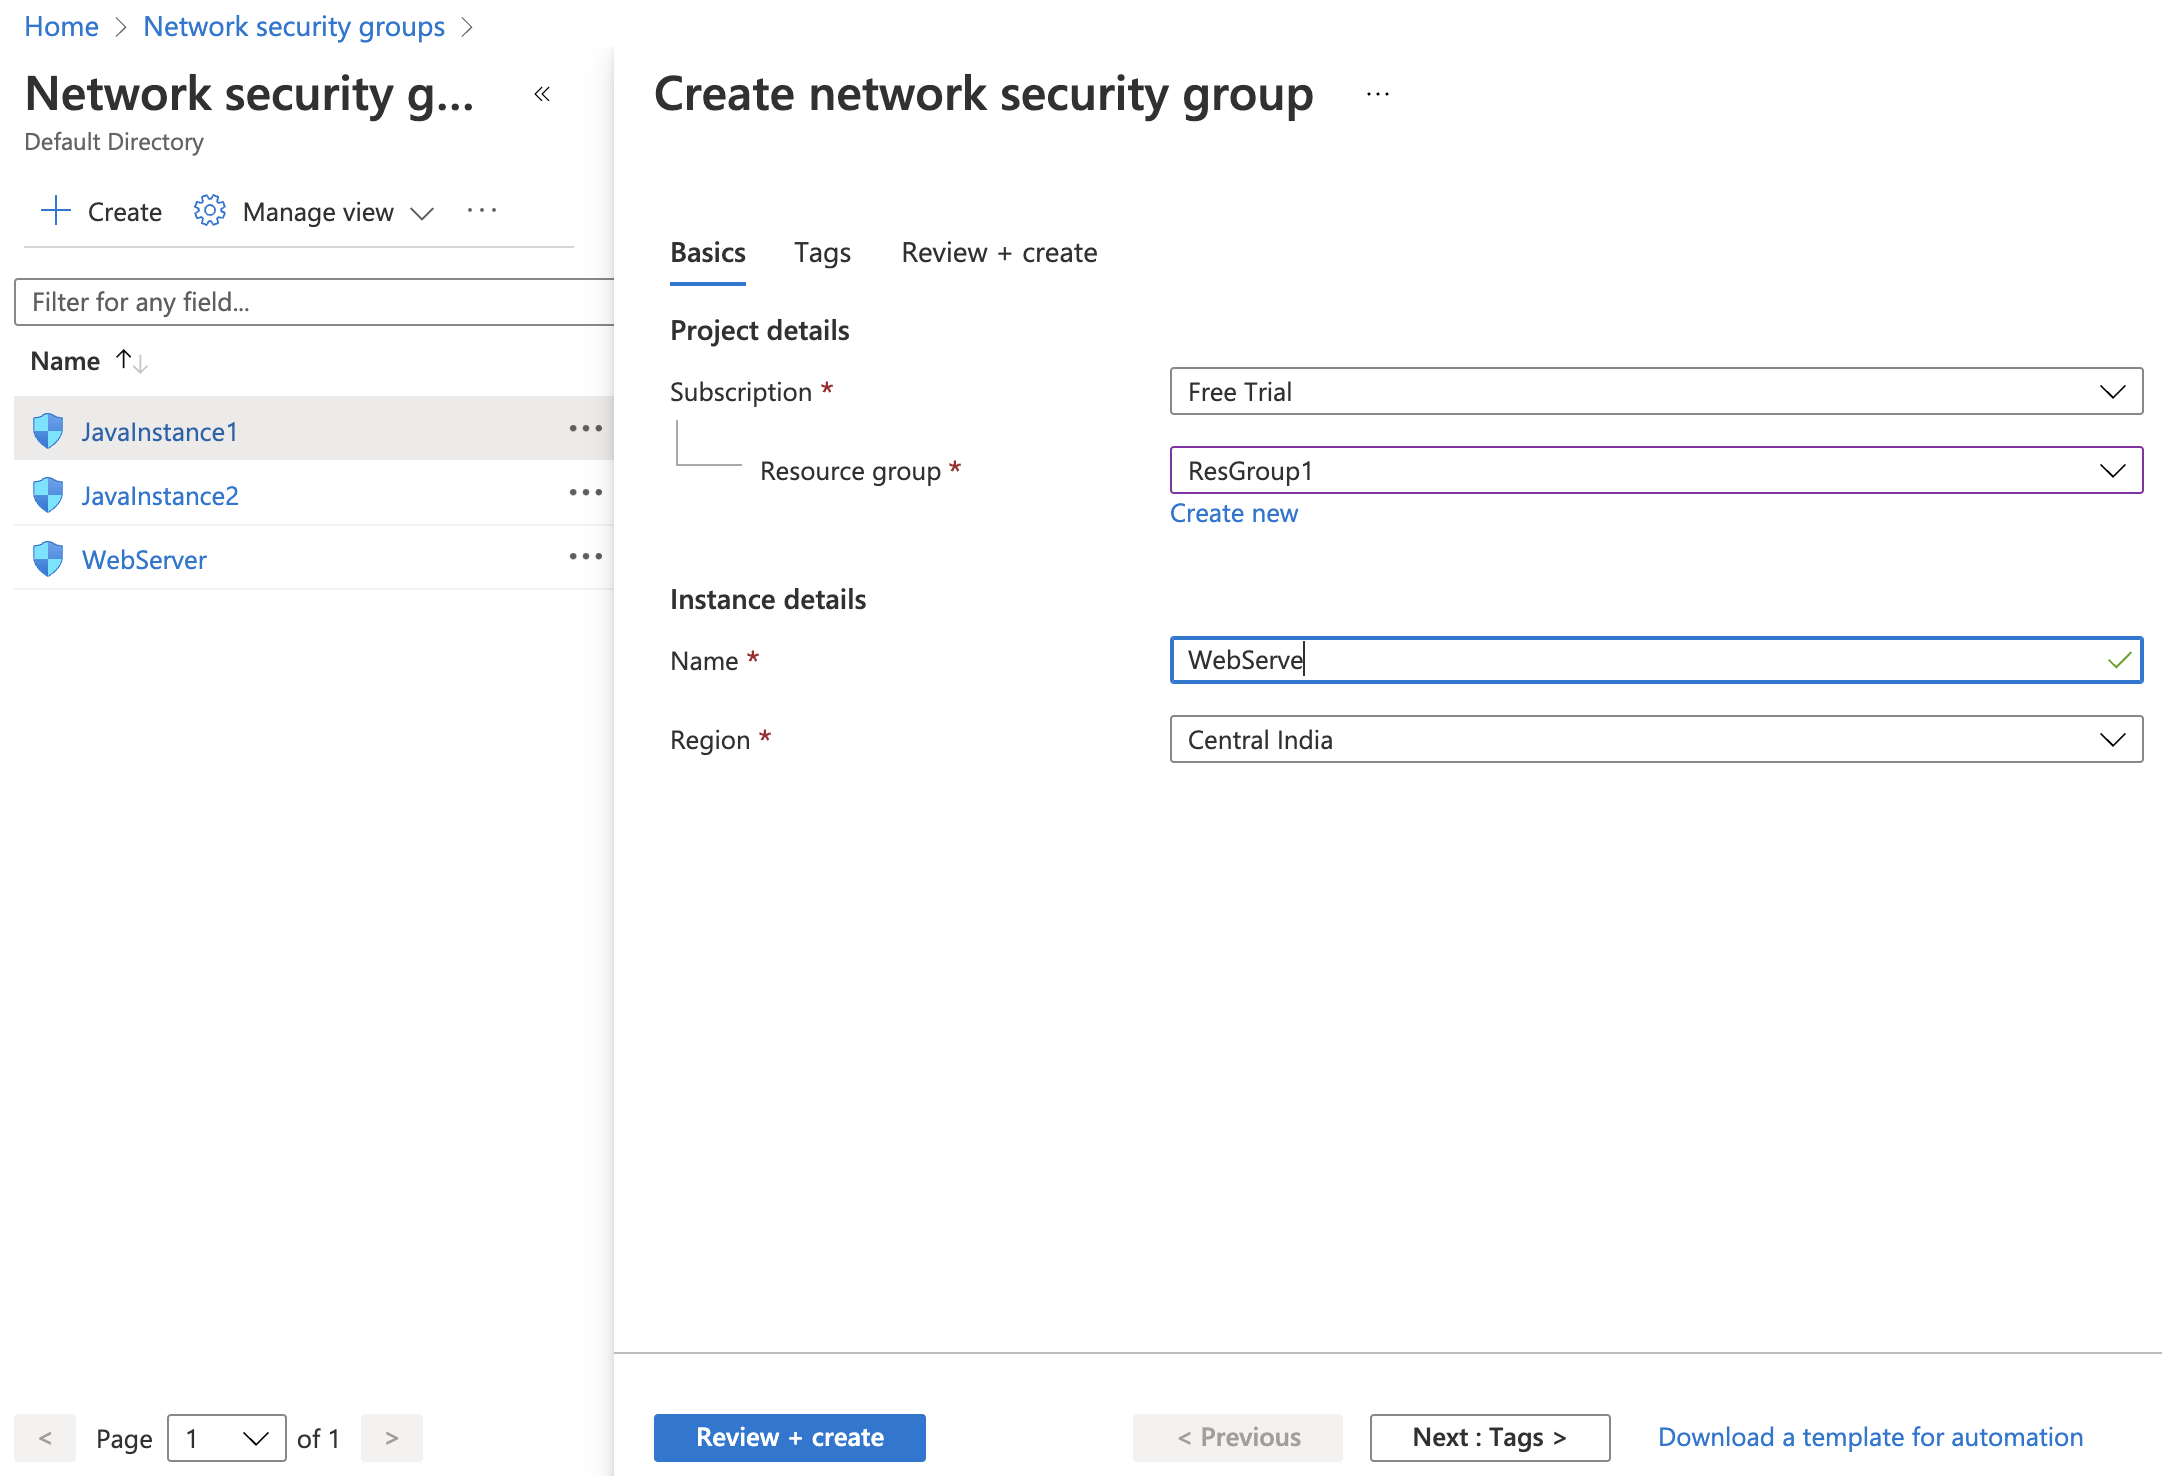 Home > Network security groups >
Network security g...
«
Default Directory
Create Manage view ...
Filter for any field...
Name ↑↓
JavaInstance1 ...
JavaInstance2 ...
WebServer ...
< Page 1 of 1 >
Create network security group ...
Basics Tags Review + create
Project details
Subscription * Free Trial
Resource group * ResGroup1
Create new
Instance details
Name * WebServe
Region * Central India
Review + create < Previous Next : Tags > Download a template for automation